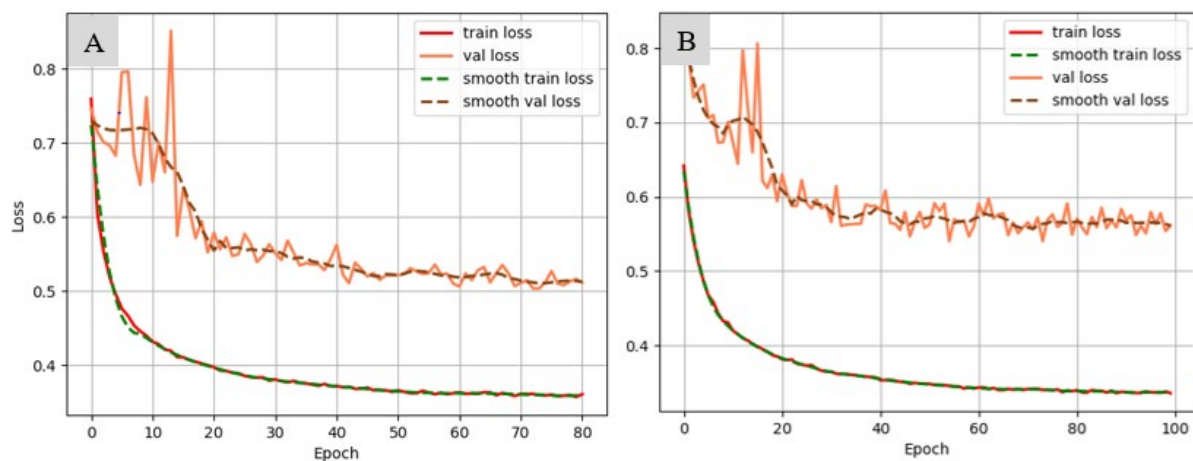 A
train loss
val loss
smooth train loss
smooth val loss
Loss
0.8
0.7
0.6
0.5
0.4
0 10 20 30 40 50 60 70 80
Epoch
B
train loss
smooth train loss
val loss
smooth val loss
0.8
0.7
0.6
0.5
0.4
0 20 40 60 80 100
Epoch